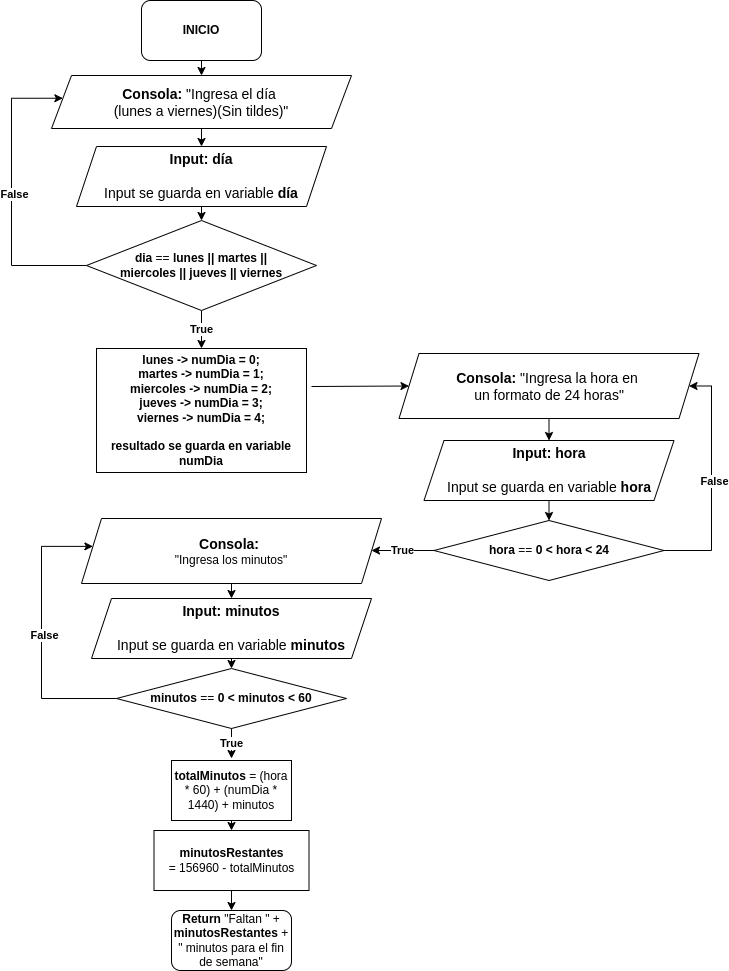 INICIO
Consola: "Ingresa el día
(lunes a viernes)(Sin tildes)"
Input: día
Input se guarda en variable día
False
dia == lunes || martes ||
miercoles || jueves || viernes
True
lunes -> numDia = 0;
martes -> numDia = 1;
miercoles -> numDia = 2;
jueves -> numDia = 3;
viernes -> numDia = 4;
resultado se guarda en variable
numDia
Consola: "Ingresa la hora en
un formato de 24 horas"
Input: hora
Input se guarda en variable hora
False
hora == 0 < hora < 24
True
Consola:
"Ingresa los minutos"
Input: minutos
Input se guarda en variable minutos
False
minutos == 0 < minutos < 60
True
totalMinutos = (hora
* 60) + (numDia *
1440) + minutos
minutosRestantes
= 156960 - totalMinutos
Return "Faltan " +
minutosRestantes +
" minutos para el fin
de semana"